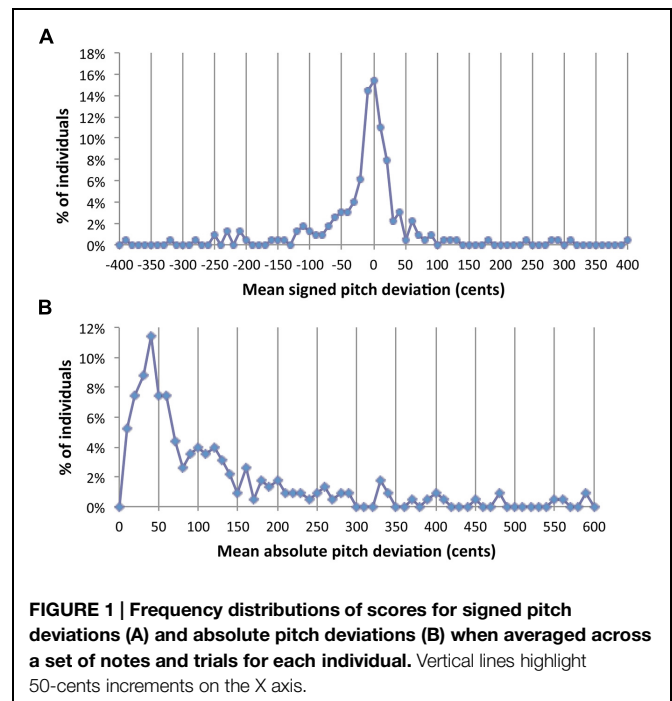 A
18%
16%
14%
12%
10%
8%
6%
4%
2%
0%
% of individuals
-400 -350 -300 -250 -200 -150 -100 -50 0 50 100 150 200 250 300 350 400
Mean signed pitch deviation (cents)
B
12%
10%
8%
6%
4%
2%
0%
% of individuals
0 50 100 150 200 250 300 350 400 450 500 550 600
Mean absolute pitch deviation (cents)
FIGURE 1 | Frequency distributions of scores for signed pitch
deviations (A) and absolute pitch deviations (B) when averaged across
a set of notes and trials for each individual. Vertical lines highlight
50-cents increments on the X axis.